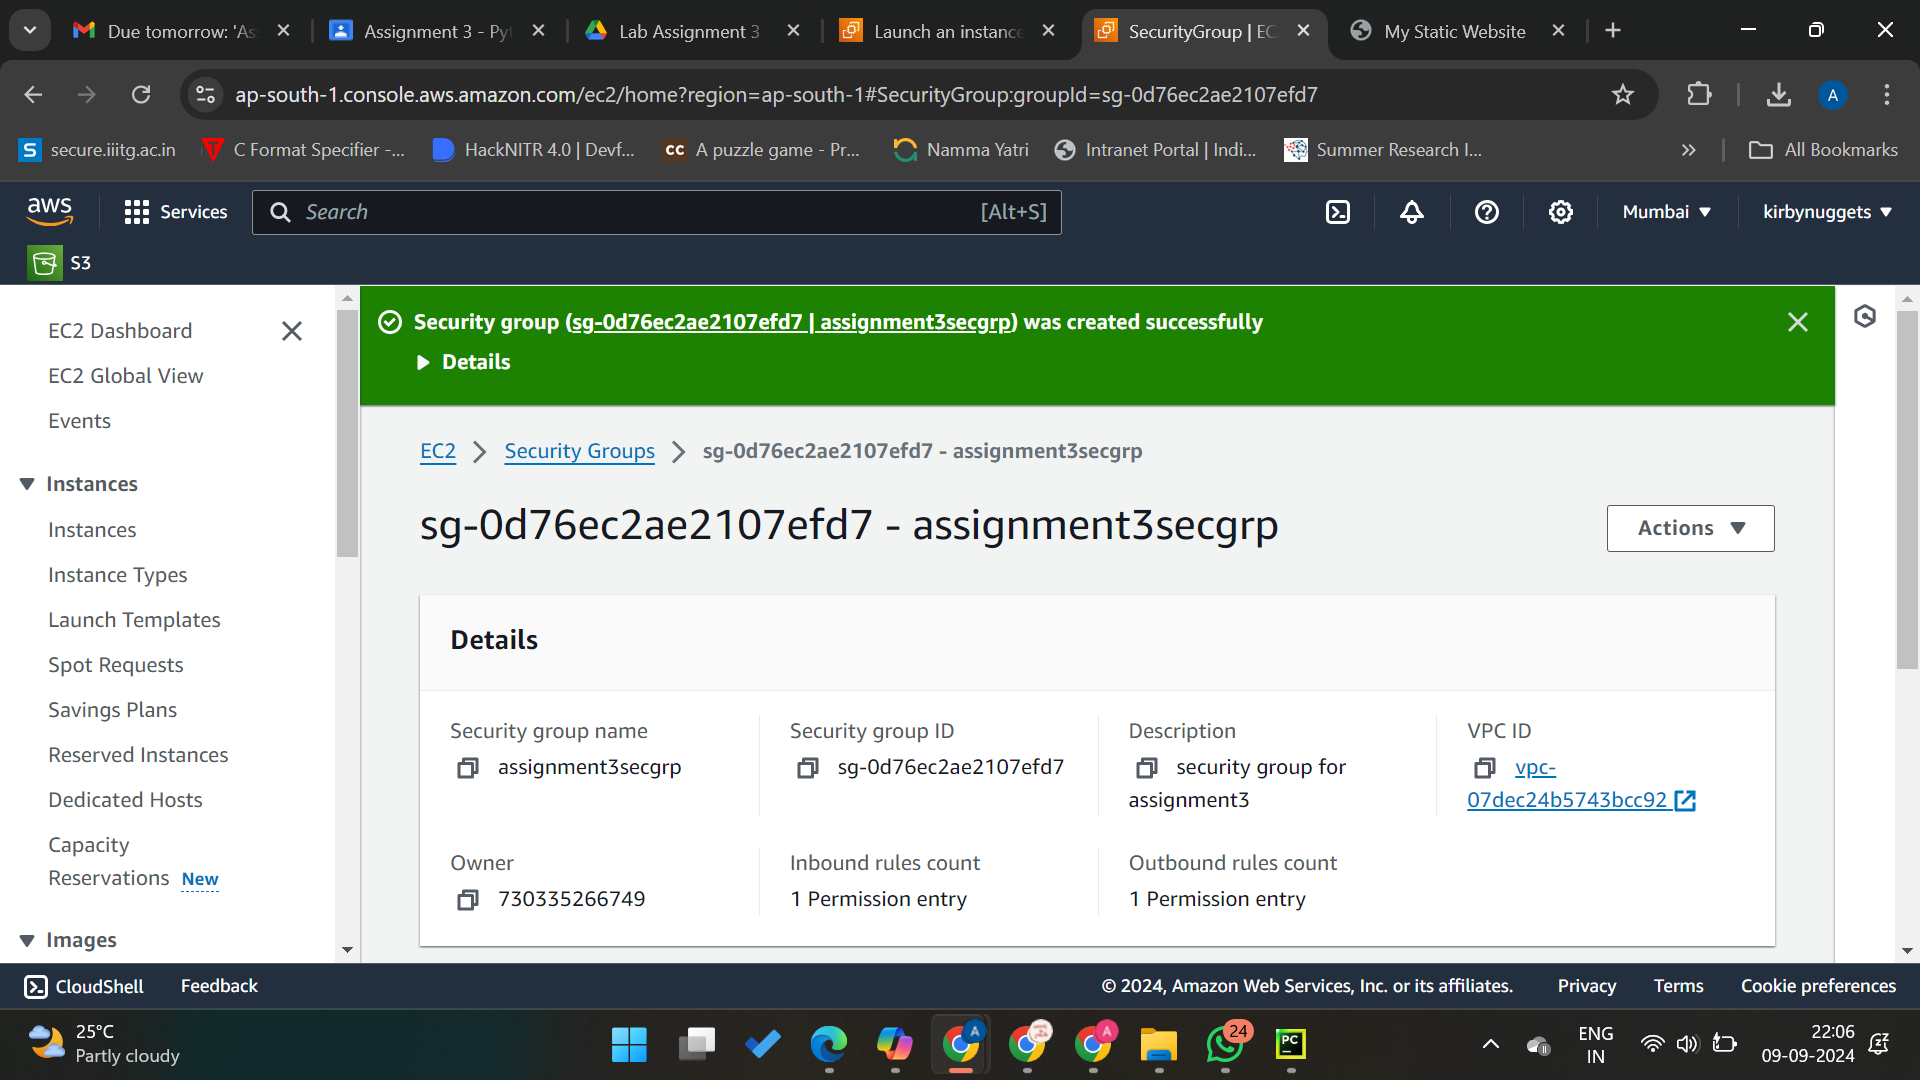 Due tomorrow: 'As
Assignment 3 - Pyt
Lab Assignment 3
Launch an instance
SecurityGroup | EC
My Static Website
ap-south-1.console.aws.amazon.com/ec2/home?region=ap-south-1#SecurityGroup:groupId=sg-0d76ec2ae2107efd7
A
S secure.iiitg.ac.in
C Format Specifier -...
HackNITR 4.0 | Devf...
CC A puzzle game - Pr...
Namma Yatri
Intranet Portal | Indi...
Summer Research I...
»
All Bookmarks
aws
Services
Search
[Alt+S]
Mumbai
kirbynuggets
S3
EC2 Dashboard
EC2 Global View
Events
Instances
Instances
Instance Types
Launch Templates
Spot Requests
Savings Plans
Reserved Instances
Dedicated Hosts
Capacity
Reservations New
Images
Security group (sg-0d76ec2ae2107efd7 | assignment3secgrp) was created successfully
Details
EC2 > Security Groups > sg-0d76ec2ae2107efd7 - assignment3secgrp
sg-0d76ec2ae2107efd7 - assignment3secgrp
Actions
Details
Security group name
assignment3secgrp
Security group ID
sg-0d76ec2ae2107efd7
Description
security group for
assignment3
VPC ID
vpc-
07dec24b5743bcc92
Owner
730335266749
Inbound rules count
1 Permission entry
Outbound rules count
1 Permission entry
CloudShell
Feedback
© 2024, Amazon Web Services, Inc. or its affiliates.
Privacy
Terms
Cookie preferences
25°C
Partly cloudy
A
A
24
PC
ENG
IN
22:06
09-09-2024